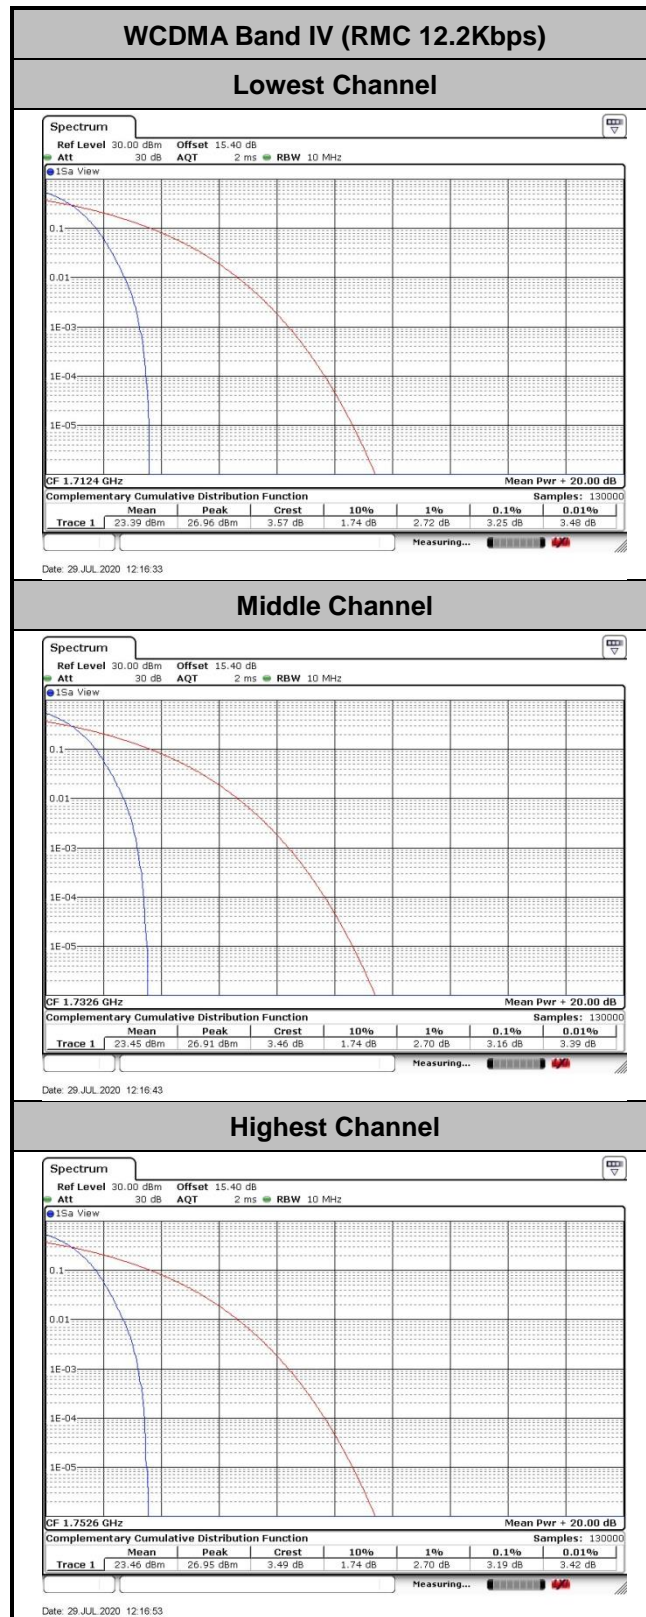 WCDMA Band IV (RMC 12.2Kbps)
Lowest Channel
Spectrum
Ref Level 30.00 dBm Offset 15.40 dB
Att 30 dB AQT 2 ms RBW 10 MHz
1Sa View
0.1
0.01
1E-03
1E-04
1E-05
CF 1.7124 GHz Mean Pwr + 20.00 dB
Complementary Cumulative Distribution Function Samples: 130000
Mean Peak Crest 10% 1% 0.1% 0.01%
Trace 1 23.39 dBm 26.96 dBm 3.57 dB 1.74 dB 2.72 dB 3.25 dB 3.48 dB
Measuring...
Date: 29.JUL.2020 12:16:33
Middle Channel
Spectrum
Ref Level 30.00 dBm Offset 15.40 dB
Att 30 dB AQT 2 ms RBW 10 MHz
1Sa View
0.1
0.01
1E-03
1E-04
1E-05
CF 1.7326 GHz Mean Pwr + 20.00 dB
Complementary Cumulative Distribution Function Samples: 130000
Mean Peak Crest 10% 1% 0.1% 0.01%
Trace 1 23.45 dBm 26.91 dBm 3.46 dB 1.74 dB 2.70 dB 3.16 dB 3.39 dB
Measuring...
Date: 29.JUL.2020 12:16:43
Highest Channel
Spectrum
Ref Level 30.00 dBm Offset 15.40 dB
Att 30 dB AQT 2 ms RBW 10 MHz
1Sa View
0.1
0.01
1E-03
1E-04
1E-05
CF 1.7526 GHz Mean Pwr + 20.00 dB
Complementary Cumulative Distribution Function Samples: 130000
Mean Peak Crest 10% 1% 0.1% 0.01%
Trace 1 23.46 dBm 26.95 dBm 3.49 dB 1.74 dB 2.70 dB 3.19 dB 3.42 dB
Measuring...
Date: 29.JUL.2020 12:16:53